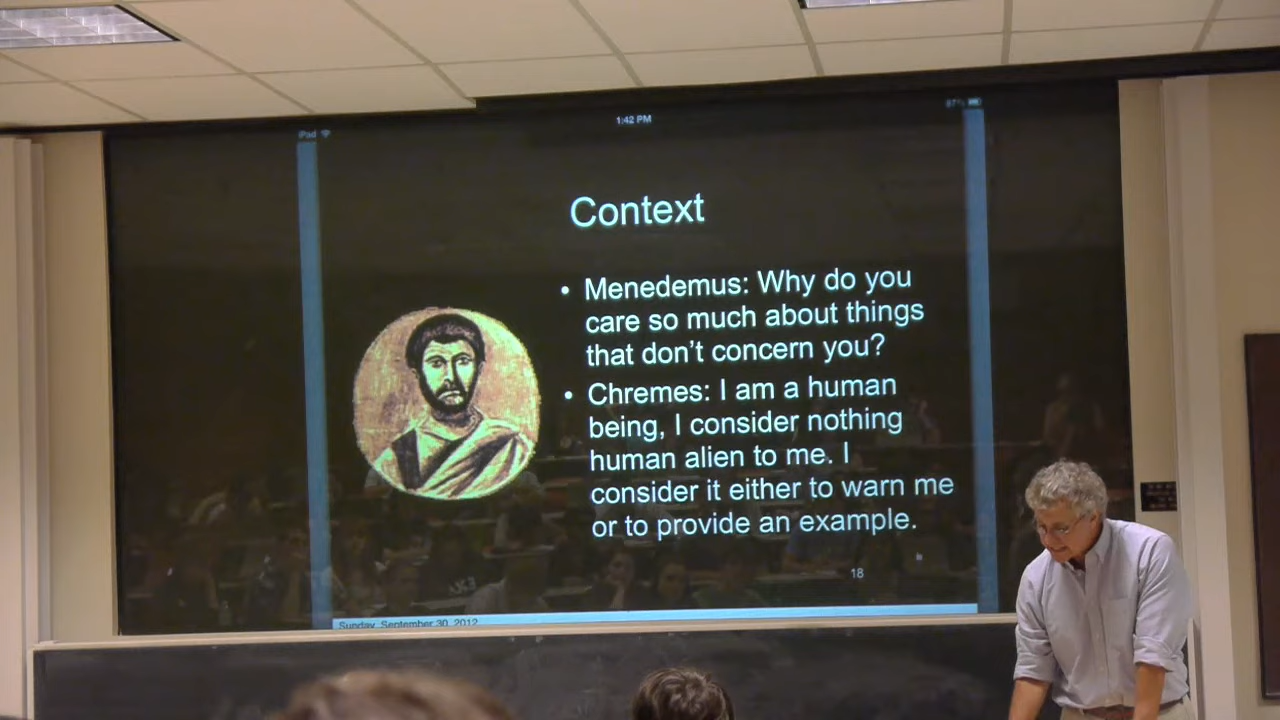 iPad
1:42 PM
87%
Context
• Menedemus: Why do you
care so much about things
that don't concern you?
• Chremes: I am a human
being, I consider nothing
human alien to me. I
consider it either to warn me
or to provide an example.
18
Sunday, September 30, 2012